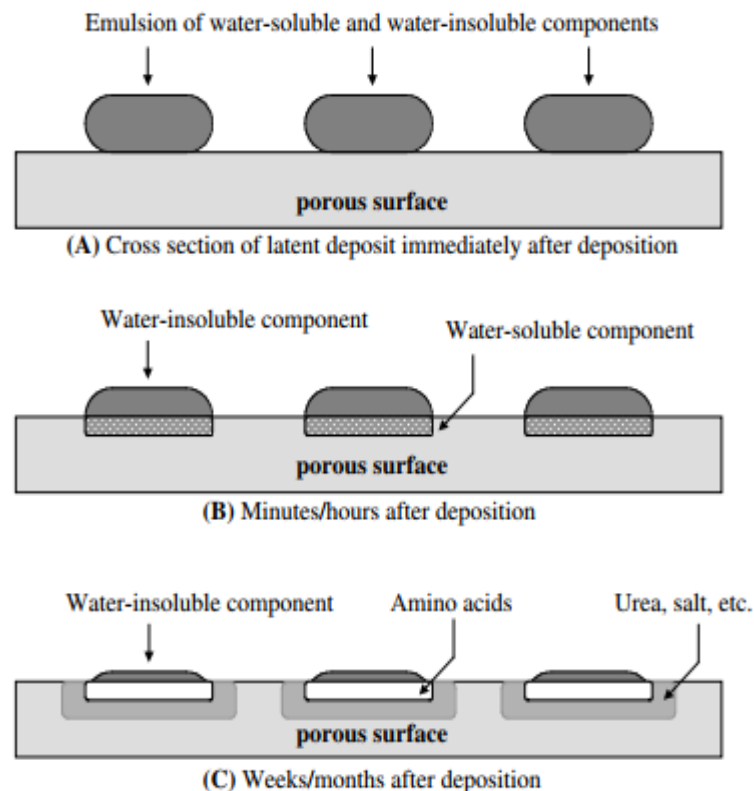 Emulsion of water-soluble and water-insoluble components
porous surface
(A) Cross section of latent deposit immediately after deposition
Water-insoluble component
Water-soluble component
porous surface
(B) Minutes/hours after deposition
Water-insoluble component Amino acids Urea, salt, etc.
porous surface
(C) Weeks/months after deposition